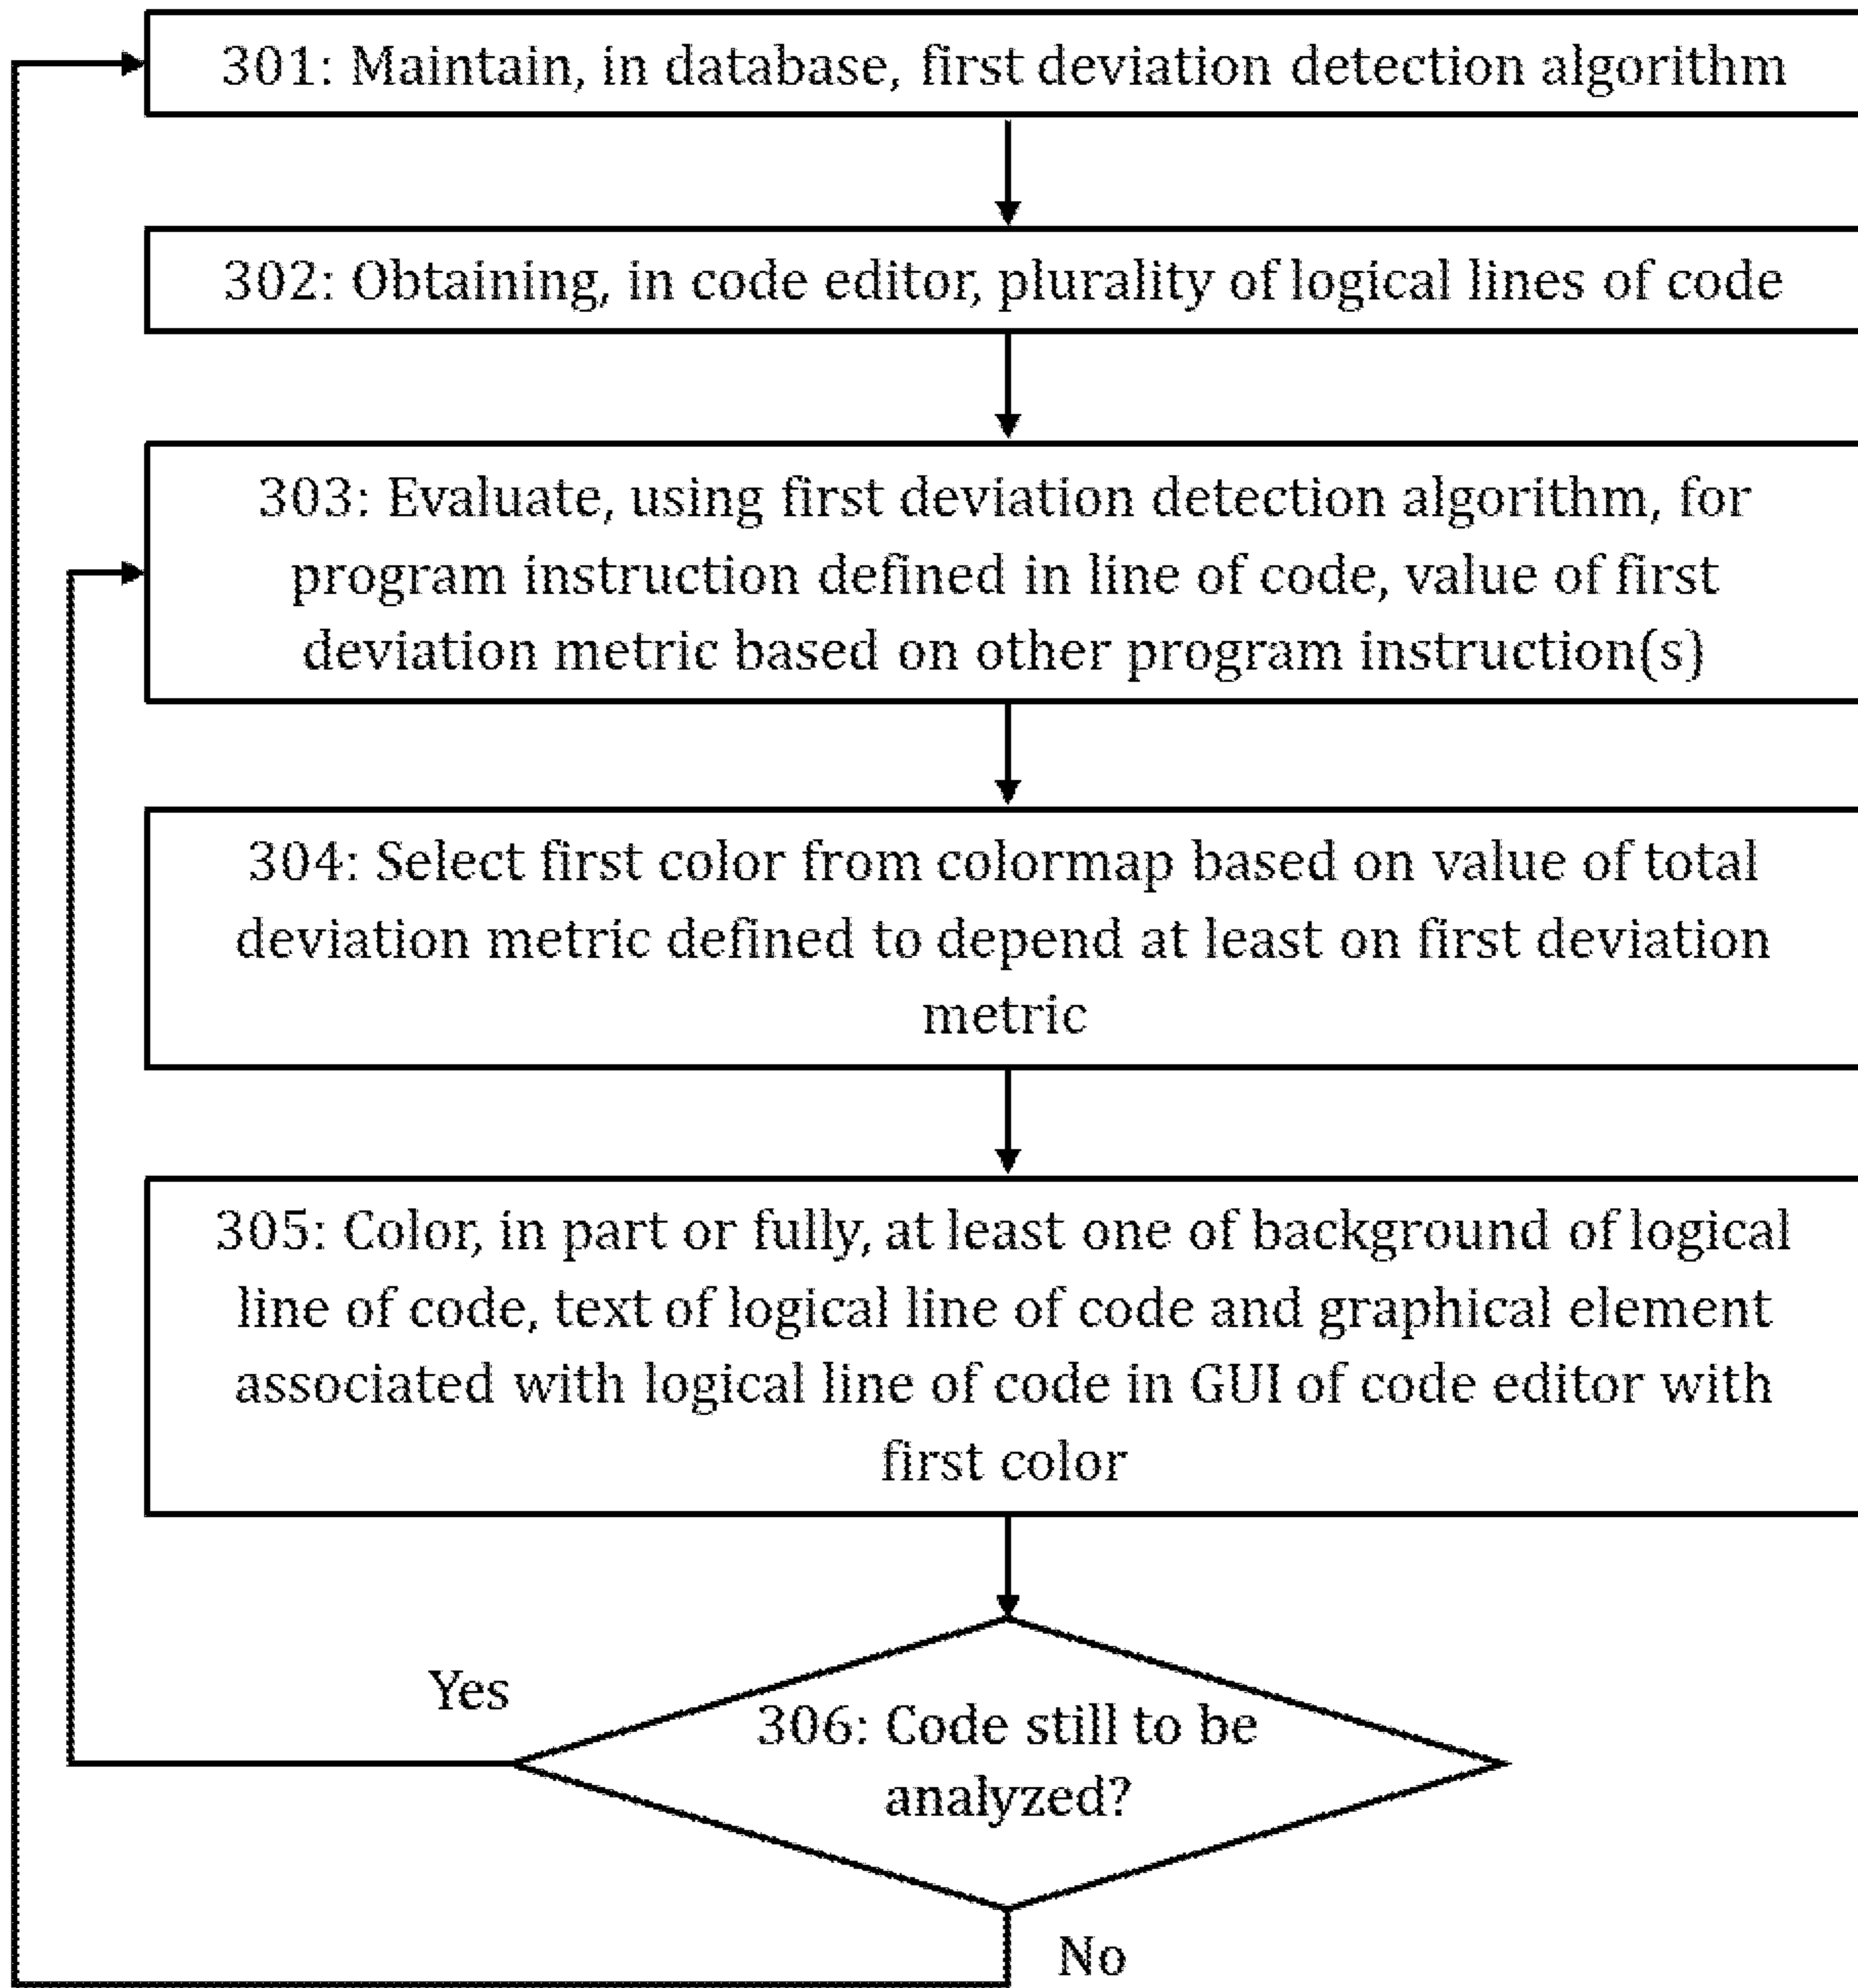 301: Maintain, in database, first deviation detection algorithm
302: Obtaining, in code editor, plurality of logical lines of code
303: Evaluate, using first deviation detection algorithm, for
program instruction defined in line of code, value of first
deviation metric based on other program instruction(s)
304: Select first color from colormap based on value of total
deviation metric defined to depend at least on first deviation
metric
305: Color, in part or fully, at least one of background of logical
line of code, text of logical line of code and graphical element
associated with logical line of code in GUI of code editor with
first color
Yes
306: Code still to be
analyzed?
No